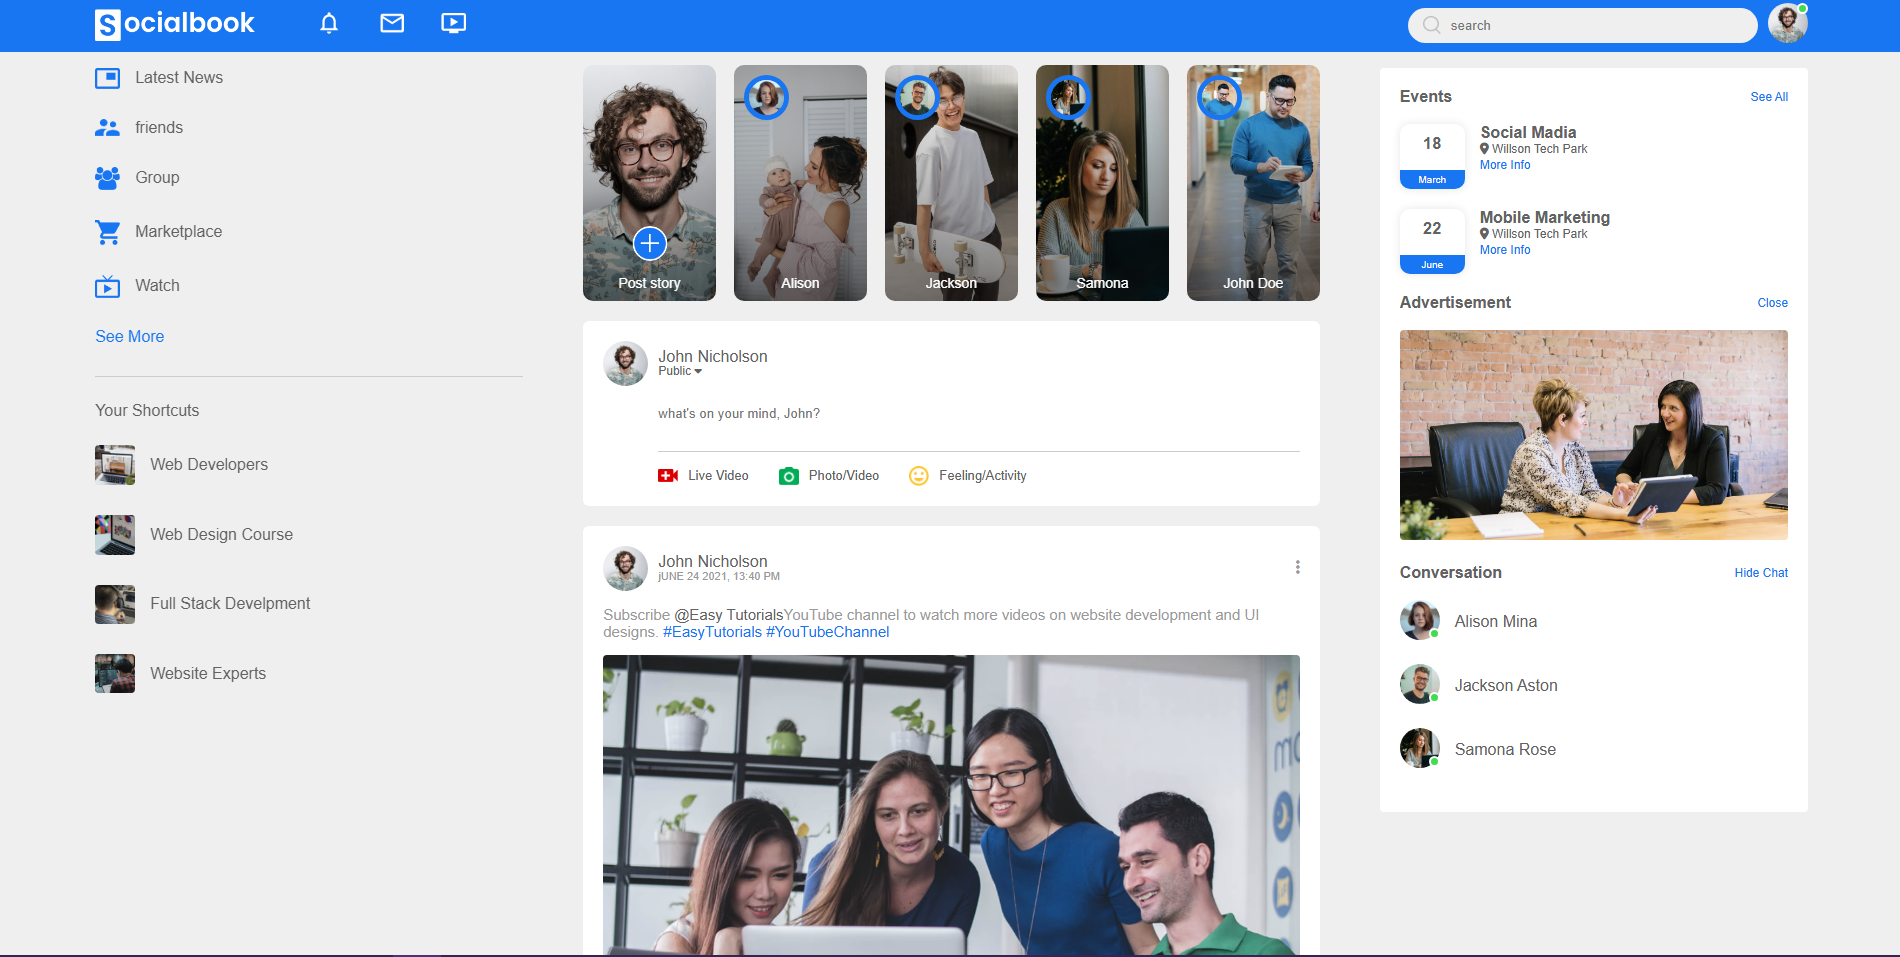 Socialbook
search
Latest News
friends
Group
Marketplace
Watch
See More
Your Shortcuts
Web Developers
Web Design Course
Full Stack Develpment
Website Experts
Post story
Alison
Jackson
Samona
John Doe
John Nicholson
Public
what's on your mind, John?
Live Video
Photo/Video
Feeling/Activity
John Nicholson
jUNE 24 2021, 13:40 PM
Subscribe @Easy TutorialsYouTube channel to watch more videos on website development and UI
designs. #EasyTutorials #YouTubeChannel
Events
See All
18
March
Social Madia
Willson Tech Park
More Info
22
June
Mobile Marketing
Willson Tech Park
More Info
Advertisement
Close
Conversation
Hide Chat
Alison Mina
Jackson Aston
Samona Rose